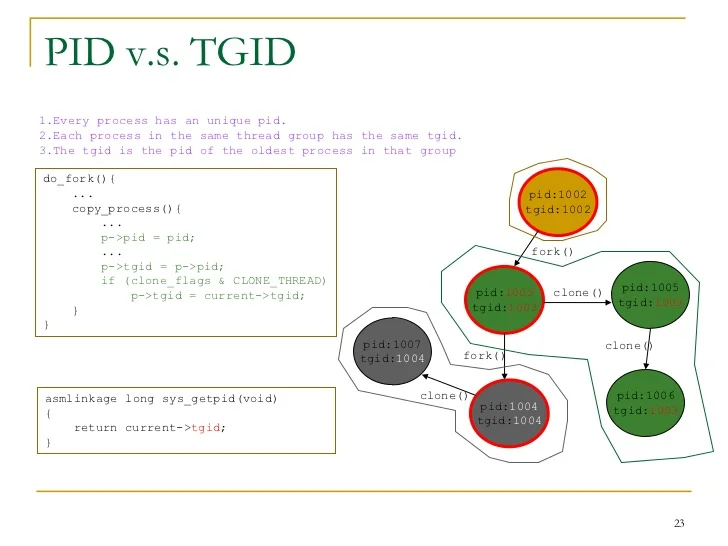 PID v.s. TGID
1.Every process has an unique pid.
2.Each process in the same thread group has the same tgid.
3.The tgid is the pid of the oldest process in that group
do_fork(){
...
copy_process(){
...
p->pid = pid;
...
p->tgid = p->pid;
if (clone_flags & CLONE_THREAD)
p->tgid = current->tgid;
}
}
asmlinkage long sys_getpid(void)
{
return current->tgid;
}
pid:1002
tgid:1002
fork()
pid:1003
tgid:1003
clone()
pid:1005
tgid:1003
clone()
pid:1006
tgid:1003
fork()
pid:1004
tgid:1004
clone()
pid:1007
tgid:1004
23